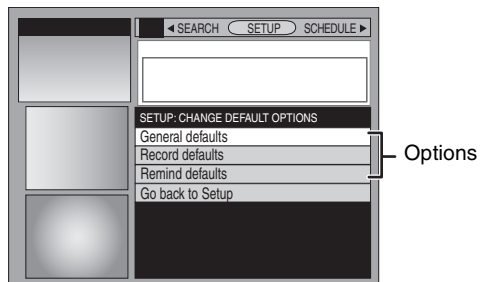 ◄ SEARCH SETUP SCHEDULE ►
SETUP: CHANGE DEFAULT OPTIONS
General defaults
Record defaults
Remind defaults
Go back to Setup
Options